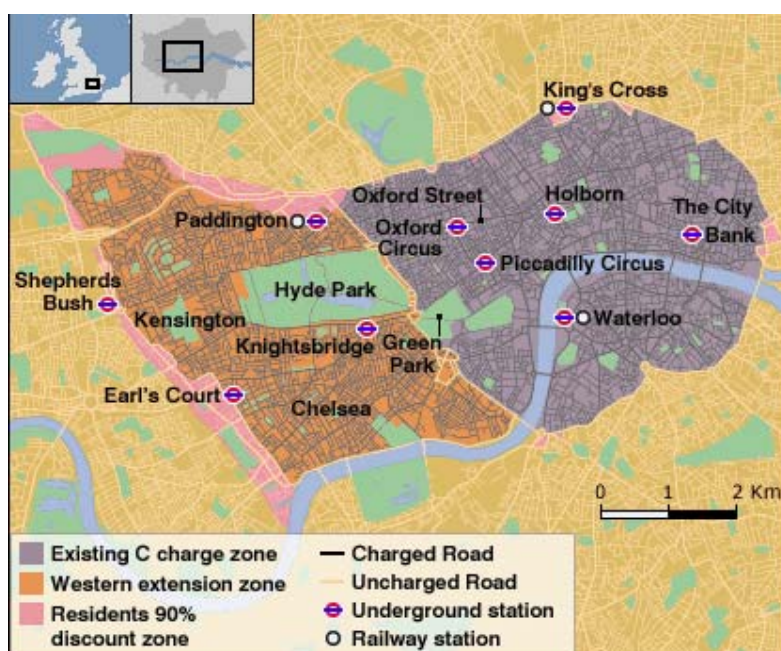 King's Cross
Oxford Street
Holborn
The City
Paddington
Oxford
Circus
Bank
Piccadilly Circus
Shepherds
Bush
Hyde Park
Kensington
Waterloo
Knightsbridge
Green
Park
Earl's Court
Chelsea
0 1 2 Km
Existing C charge zone
Western extension zone
Residents 90%
discount zone
Charged Road
Uncharged Road
Underground station
Railway station